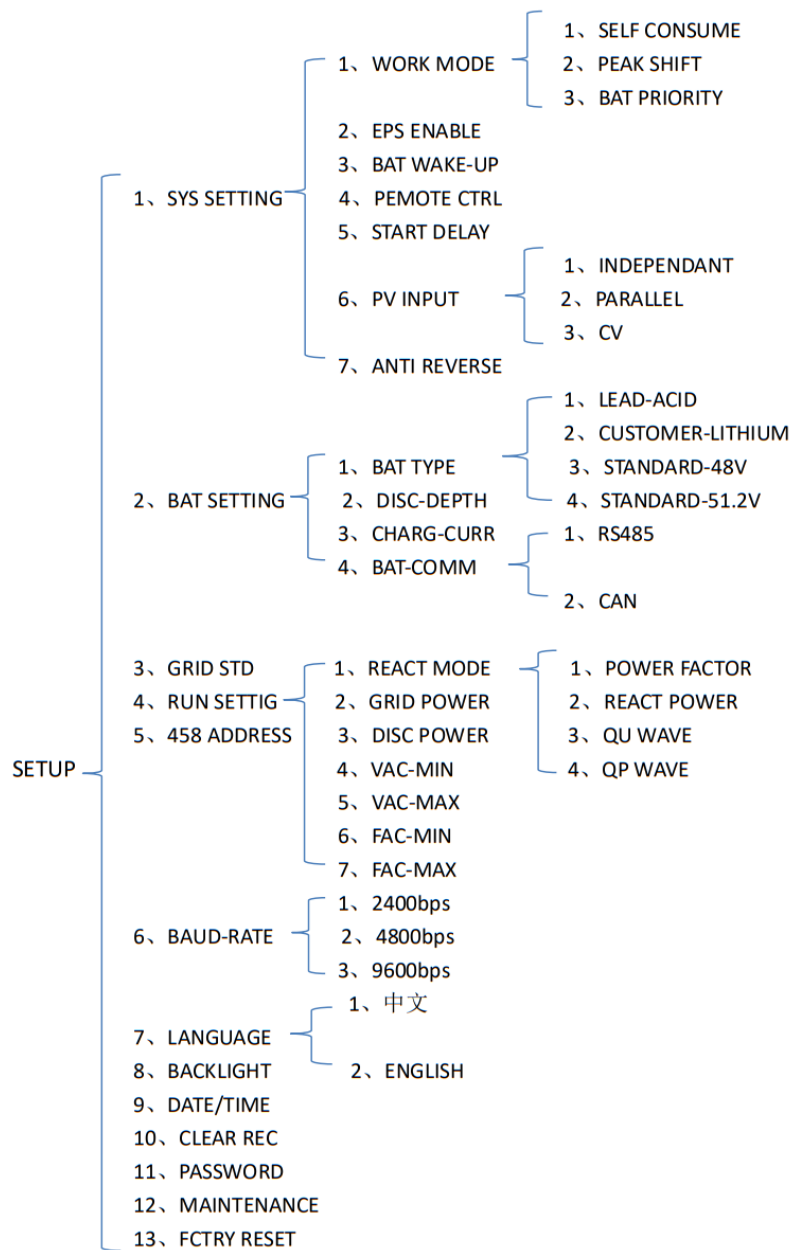 SETUP
1、SYS SETTING
1、WORK MODE
1、SELF CONSUME
2、PEAK SHIFT
3、BAT PRIORITY
2、EPS ENABLE
3、BAT WAKE-UP
4、PEMOTE CTRL
5、START DELAY
6、PV INPUT
1、INDEPENDANT
2、PARALLEL
3、CV
7、ANTI REVERSE
2、BAT SETTING
1、BAT TYPE
1、LEAD-ACID
2、CUSTOMER-LITHIUM
3、STANDARD-48V
4、STANDARD-51.2V
2、DISC-DEPTH
3、CHARG-CURR
4、BAT-COMM
1、RS485
2、CAN
3、GRID STD
4、RUN SETTIG
1、REACT MODE
1、POWER FACTOR
2、REACT POWER
3、QU WAVE
4、QP WAVE
2、GRID POWER
3、DISC POWER
4、VAC-MIN
5、VAC-MAX
6、FAC-MIN
7、FAC-MAX
5、458 ADDRESS
6、BAUD-RATE
1、2400bps
2、4800bps
3、9600bps
7、LANGUAGE
1、中文
2、ENGLISH
8、BACKLIGHT
9、DATE/TIME
10、CLEAR REC
11、PASSWORD
12、MAINTENANCE
13、FCTRY RESET